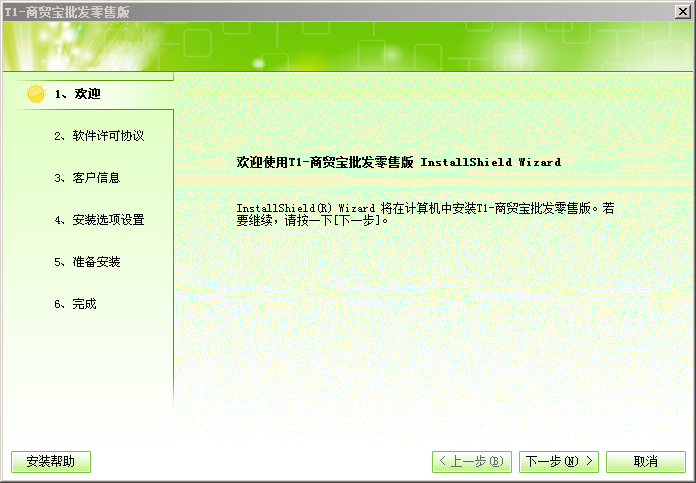 T1-商贸宝批发零售版
1、欢迎
2、软件许可协议
3、客户信息
4、安装选项设置
5、准备安装
6、完成
欢迎使用T1-商贸宝批发零售版 InstallShield Wizard
InstallShield(R) Wizard 将在计算机中安装T1-商贸宝批发零售版。若
要继续，请按一下[下一步]。
安装帮助
< 上一步(B)
下一步(N) >
取消